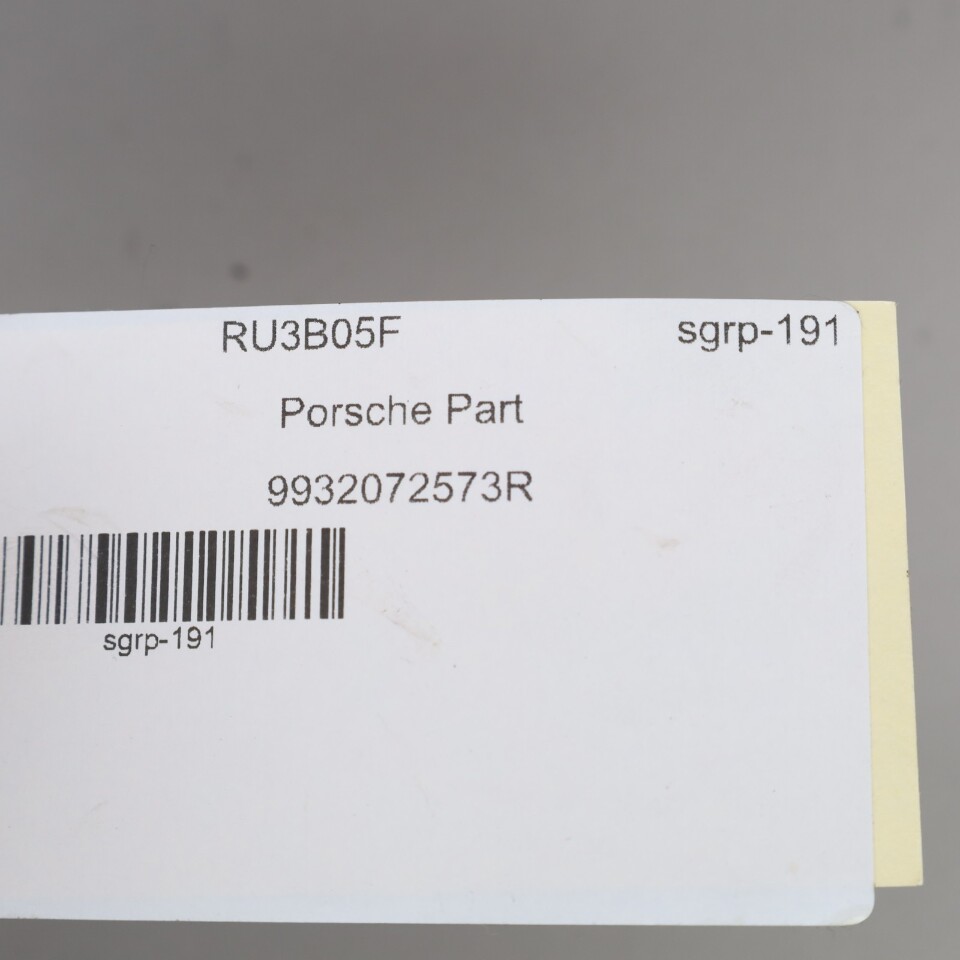 RU3B05F sgrp-191
Porsche Part
9932072573R
sgrp-191